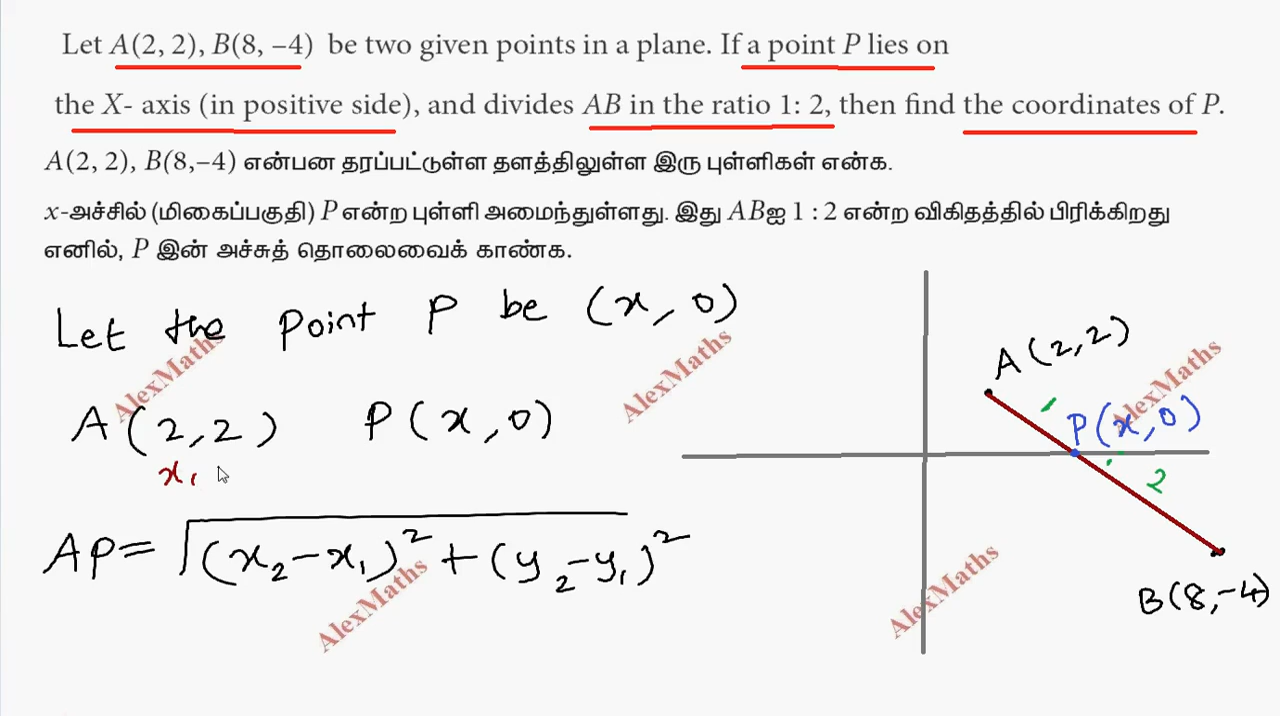 Let A(2, 2), B(8, –4) be two given points in a plane. If a point P lies on
the X- axis (in positive side), and divides AB in the ratio 1: 2, then find the coordinates of P.
A(2, 2), B(8,–4) என்பன தரப்பட்டுள்ள தளத்திலுள்ள இரு புள்ளிகள் என்க.
x-அச்சில் (மிகைப்பகுதி) P என்ற புள்ளி அமைந்துள்ளது. இது ABஐ 1 : 2 என்ற விகிதத்தில் பிரிக்கிறது
எனில், P இன் அச்சுத் தொலைவைக் காண்க.
Let the Point P be (x, 0)
AlexMaths
AlexMaths
A(2,2)
AlexMaths
A(2,2) P(x,0)
P(x,0)
x₁
1
2
AP=√(x₂-x₁)²+(y₂-y₁)²
AlexMaths
AlexMaths
B(8,-4)